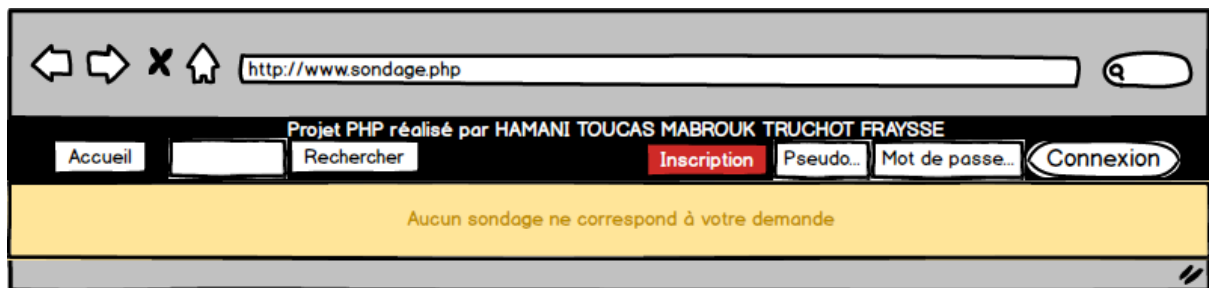 http://www.sondage.php
Projet PHP réalisé par HAMANI TOUCAS MABROUK TRUCHOT FRAYSSE
Accueil Rechercher Inscription Pseudo... Mot de passe... Connexion
Aucun sondage ne correspond à votre demande